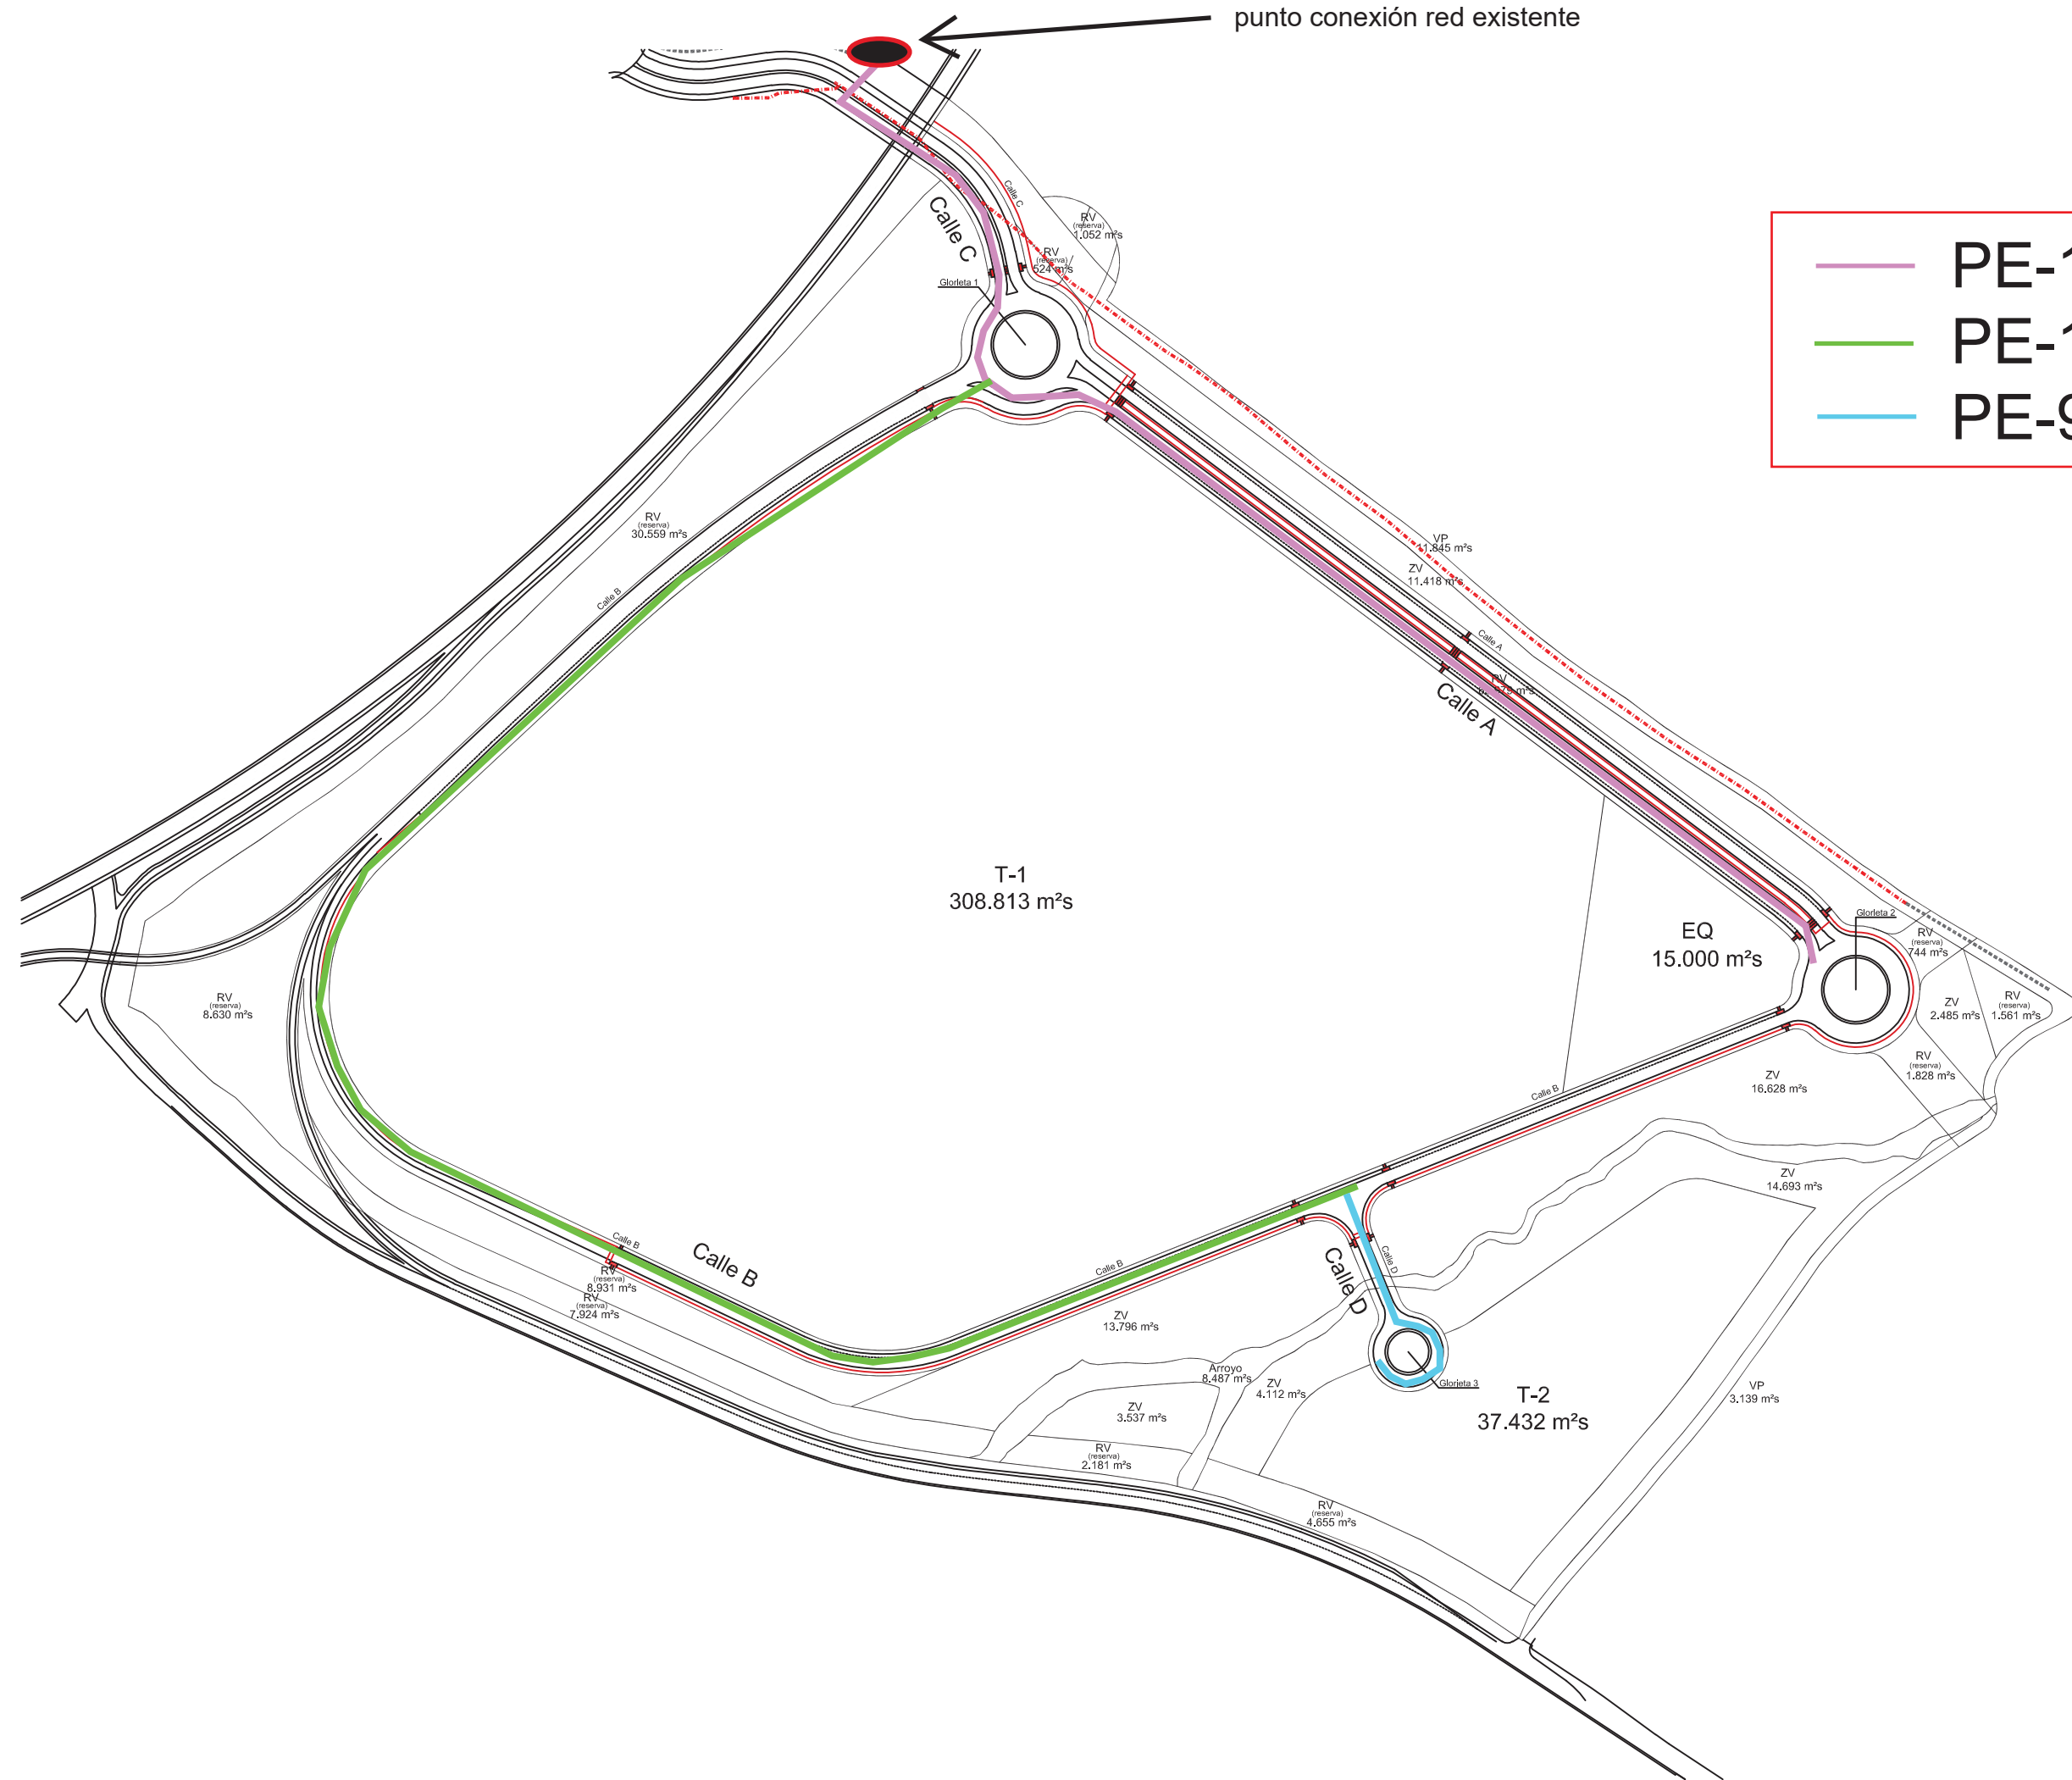 punto conexión red existente
Calle C
Calle C
RV
(reserva)
1.052 m²s
RV
(reserva)
524 m²s
Glorieta 1
PE-1
PE-1
PE-9
RV
(reserva)
30.559 m²s
Calle B
VP
11.845 m²s
ZV
11.418 m²s
Calle A
RV
Calle A
T-1
308.813 m²s
EQ
15.000 m²s
Glorieta 2
RV
(reserva)
744 m²s
ZV
2.485 m²s
RV
(reserva)
1.561 m²s
RV
(reserva)
8.630 m²s
RV
(reserva)
1.828 m²s
ZV
16.628 m²s
Calle B
ZV
14.693 m²s
Calle B
Calle B
RV
(reserva)
8.931 m²s
RV
(reserva)
7.924 m²s
Calle B
Calle D
Calle D
ZV
13.796 m²s
Arroyo
8.487 m²s
ZV
4.112 m²s
Glorieta 3
T-2
37.432 m²s
VP
3.139 m²s
ZV
3.537 m²s
RV
(reserva)
2.181 m²s
RV
(reserva)
4.655 m²s